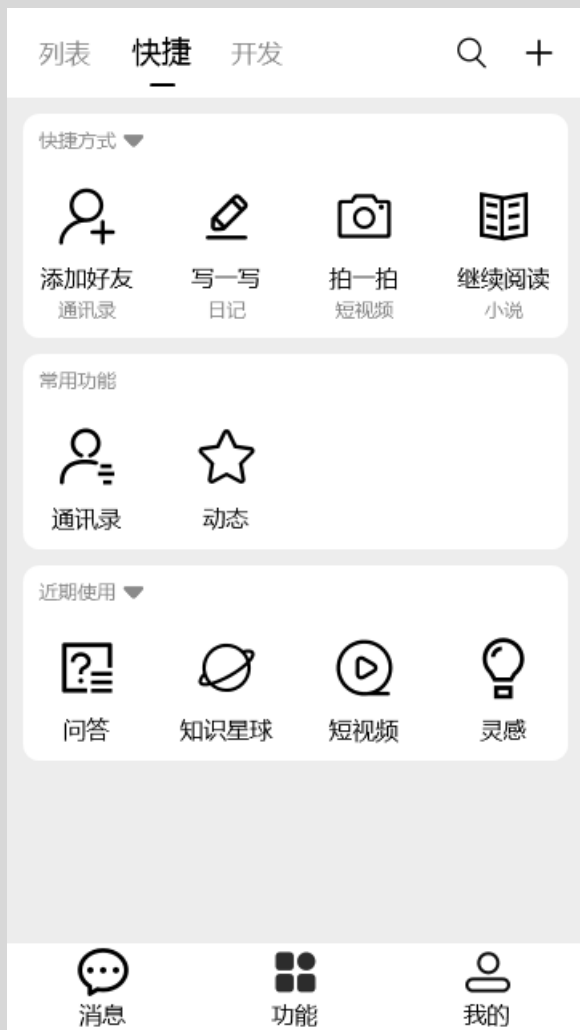 列表 快捷 开发
快捷方式
添加好友 写一写 拍一拍 继续阅读
通讯录 日记 短视频 小说
常用功能
通讯录 动态
近期使用
?
问答 知识星球 短视频 灵感
消息 功能 我的